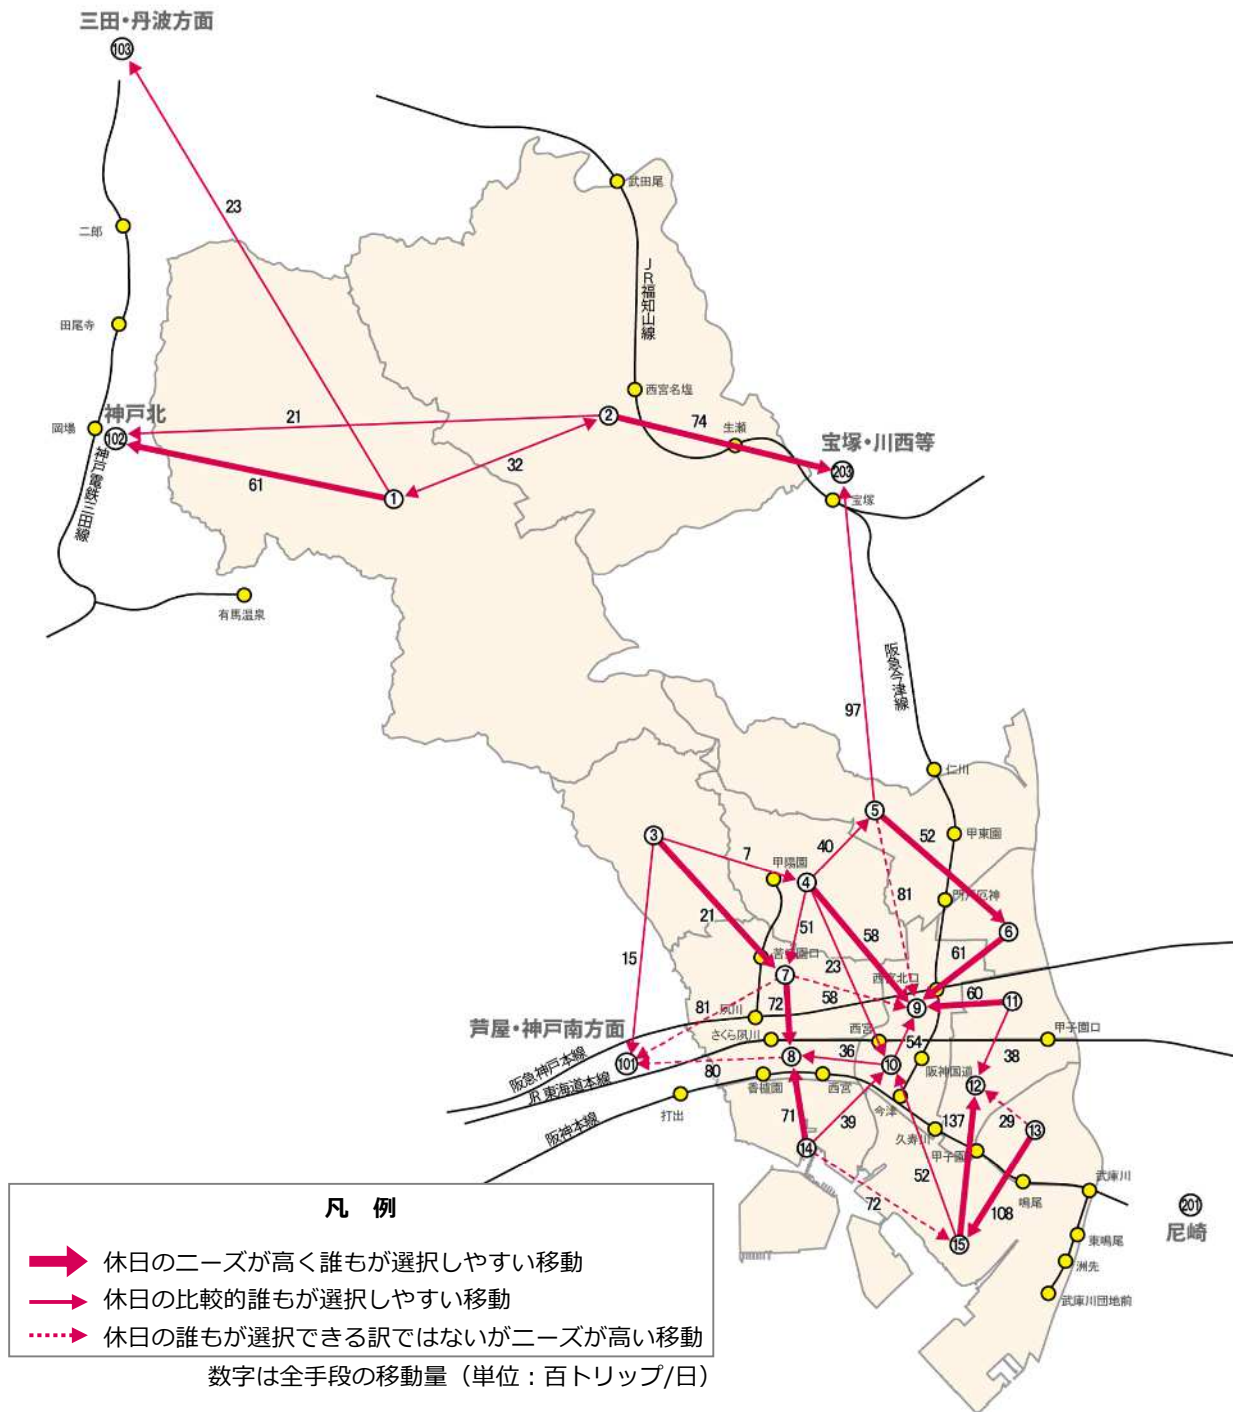 三田・丹波方面
103
武田尾
23
二郎
JR福知山線
田尾寺
西宮名塩
神戸北
岡場
102
21
2
74
生瀬
宝塚・川西等
203
32
61
1
宝塚
神戸電鉄三田線
有馬温泉
阪急今津線
97
仁川
5
3
7
40
52
甲東園
甲陽園
4
81
門戸厄神
21
51
58
6
15
苦楽園口
23
61
7
西宮北口
60
11
81
夙川
72
58
9
芦屋・神戸南方面
さくら夙川
西宮
54
甲子園口
101
8
36
10
38
阪急神戸本線
JR東海道本線
80
香櫨園
西宮
阪神国道
12
打出
今津
阪神本線
71
39
久寿川
137
29
13
14
甲子園
52
武庫川
72
鳴尾
108
201
尼崎
15
東鳴尾
洲先
武庫川団地前
凡 例
休日のニーズが高く誰もが選択しやすい移動
休日の比較的誰もが選択しやすい移動
休日の誰もが選択できる訳ではないがニーズが高い移動
数字は全手段の移動量（単位：百トリップ/日）